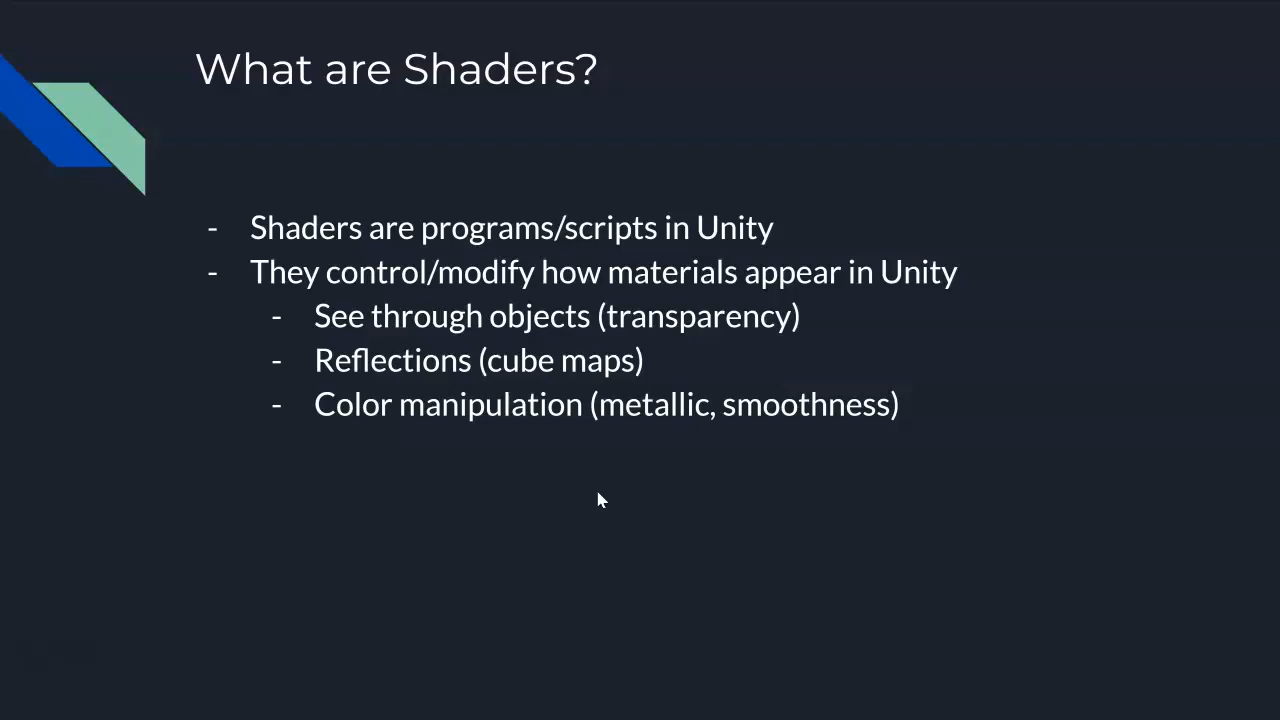 What are Shaders?
- Shaders are programs/scripts in Unity
- They control/modify how materials appear in Unity
- See through objects (transparency)
- Reflections (cube maps)
- Color manipulation (metallic, smoothness)